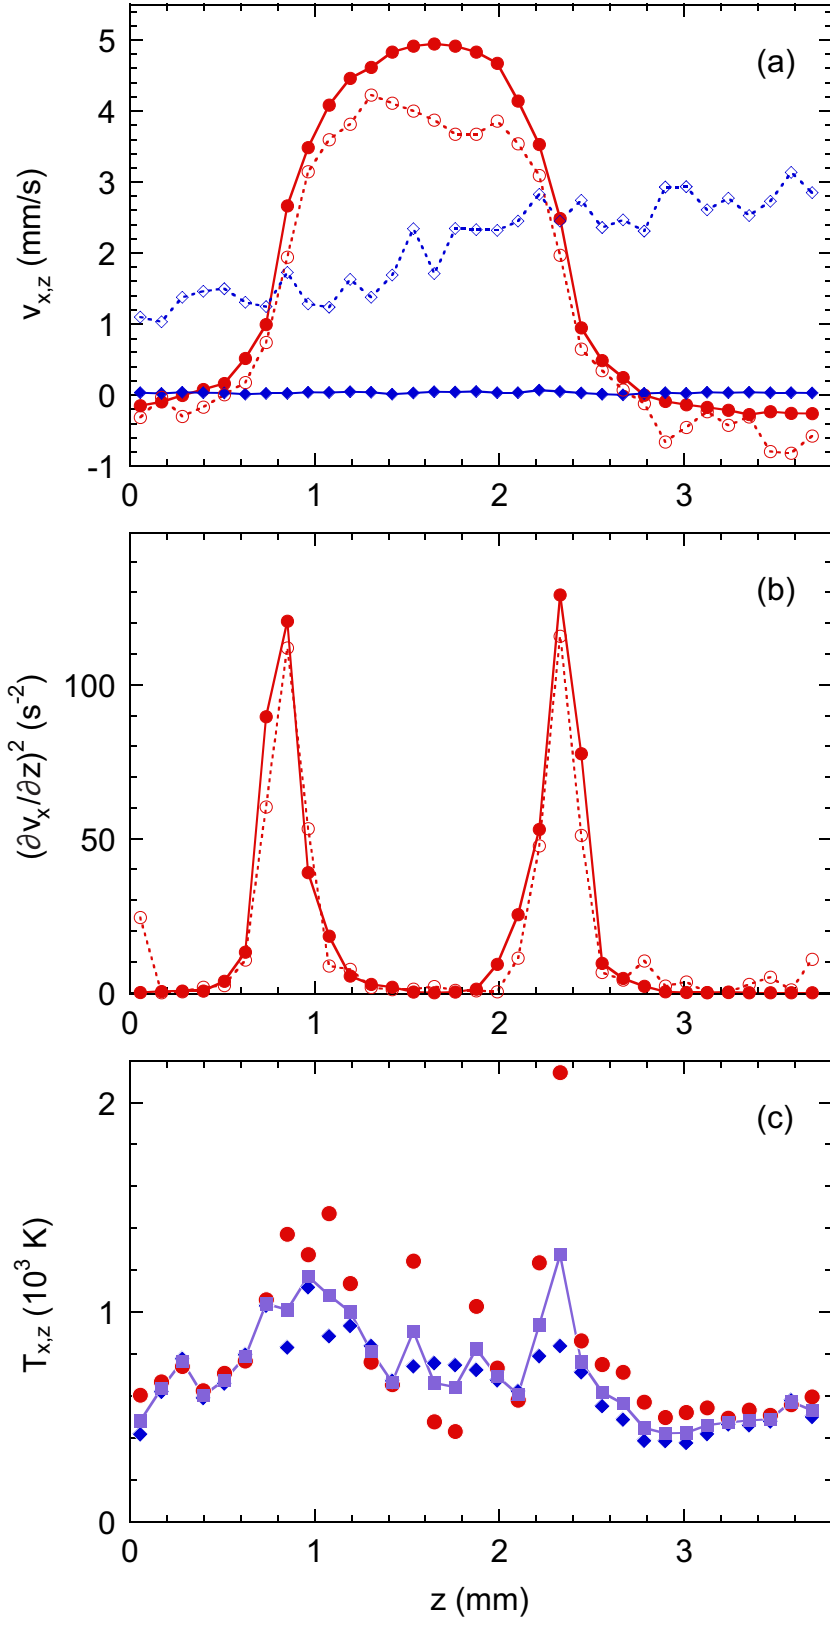 (a)
v_x,z (mm/s)
5
4
3
2
1
0
-1
0 1 2 3
(b)
(∂v_x/∂z)^2 (s^-2)
100
50
0
0 1 2 3
(c)
T_x,z (10^3 K)
2
1
0
0 1 2 3
z (mm)